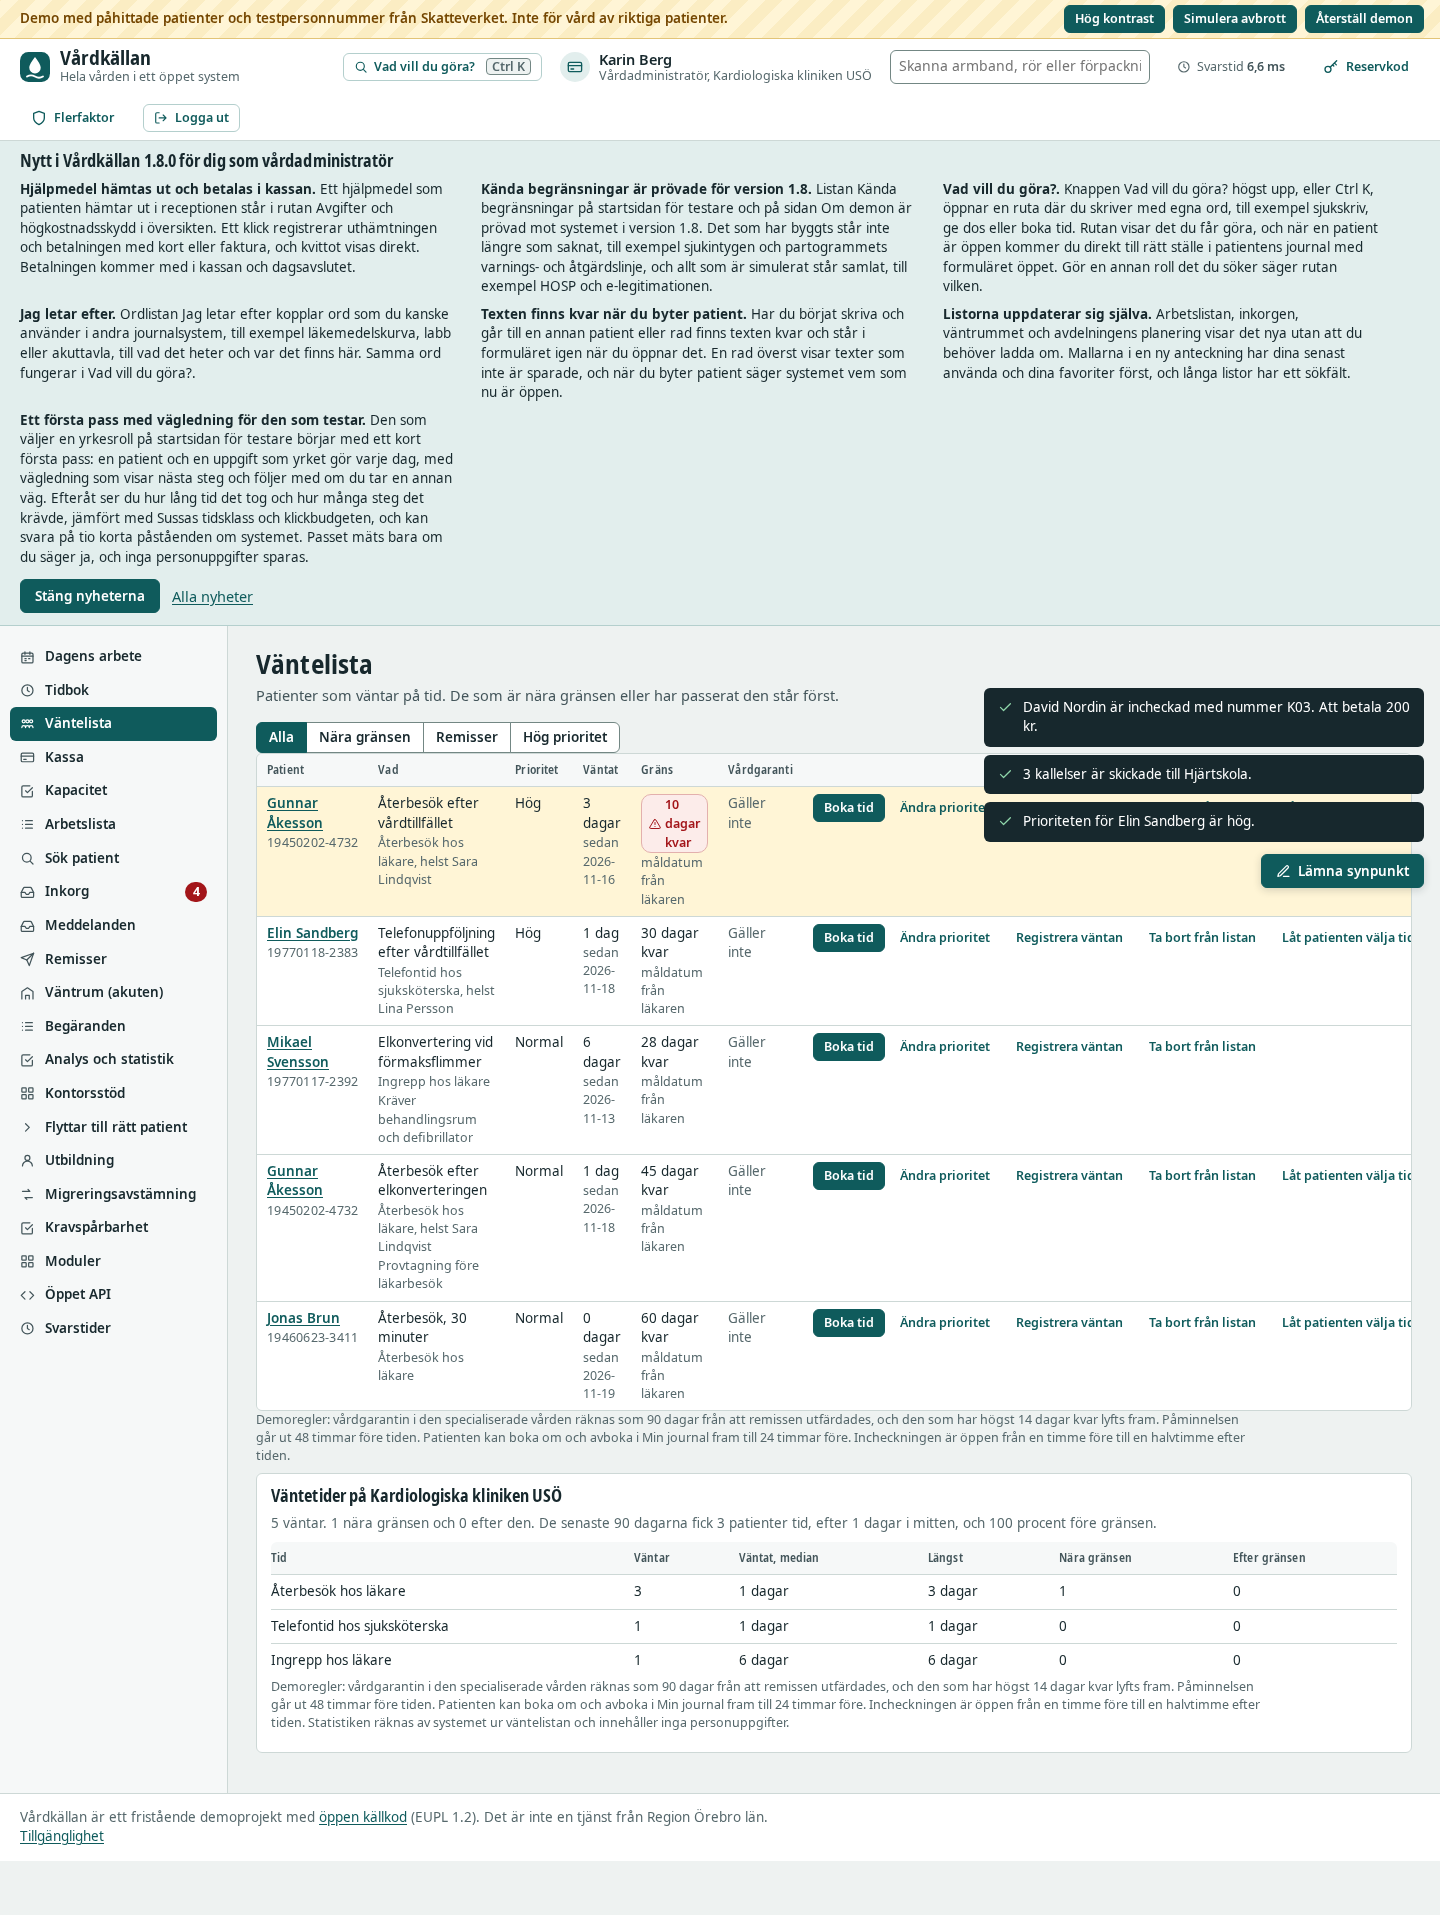 Demo med påhittade patienter och testpersonnummer från Skatteverket. Inte för vård av riktiga patienter.
Hög kontrast
Simulera avbrott
Återställ demon
Vårdkällan
Hela vården i ett öppet system
Vad vill du göra? Ctrl K
Karin Berg
Vårdadministratör, Kardiologiska kliniken USÖ
Skanna armband, rör eller förpackni
Svarstid 6,6 ms
Reservkod
Flerfaktor
Logga ut
Nytt i Vårdkällan 1.8.0 för dig som vårdadministratör
Hjälpmedel hämtas ut och betalas i kassan. Ett hjälpmedel som
patienten hämtar ut i receptionen står i rutan Avgifter och
högkostnadsskydd i översikten. Ett klick registrerar uthämtningen
och betalningen med kort eller faktura, och kvittot visas direkt.
Betalningen kommer med i kassan och dagsavslutet.
Kända begränsningar är prövade för version 1.8. Listan Kända
begränsningar på startsidan för testare och på sidan Om demon är
prövad mot systemet i version 1.8. Det som har byggts står inte
längre som saknat, till exempel sjukintygen och partogrammets
varnings- och åtgärdslinje, och allt som är simulerat står samlat, till
exempel HOSP och e-legitimationen.
Vad vill du göra?. Knappen Vad vill du göra? högst upp, eller Ctrl K,
öppnar en ruta där du skriver med egna ord, till exempel sjukskriv,
ge dos eller boka tid. Rutan visar det du får göra, och när en patient
är öppen kommer du direkt till rätt ställe i patientens journal med
formuläret öppet. Gör en annan roll det du söker säger rutan
vilken.
Jag letar efter. Ordlistan Jag letar efter kopplar ord som du kanske
använder i andra journalsystem, till exempel läkemedelskurva, labb
eller akuttavla, till vad det heter och var det finns här. Samma ord
fungerar i Vad vill du göra?.
Texten finns kvar när du byter patient. Har du börjat skriva och
går till en annan patient eller rad finns texten kvar och står i
formuläret igen när du öppnar det. En rad överst visar texter som
inte är sparade, och när du byter patient säger systemet vem som
nu är öppen.
Listorna uppdaterar sig själva. Arbetslistan, inkorgen,
väntrummet och avdelningens planering visar det nya utan att du
behöver ladda om. Mallarna i en ny anteckning har dina senast
använda och dina favoriter först, och långa listor har ett sökfält.
Ett första pass med vägledning för den som testar. Den som
väljer en yrkesroll på startsidan för testare börjar med ett kort
första pass: en patient och en uppgift som yrket gör varje dag, med
vägledning som visar nästa steg och följer med om du tar en annan
väg. Efteråt ser du hur lång tid det tog och hur många steg det
krävde, jämfört med Sussas tidsklass och klickbudgeten, och kan
svara på tio korta påståenden om systemet. Passet mäts bara om
du säger ja, och inga personuppgifter sparas.
Stäng nyheterna
Alla nyheter
Dagens arbete
Tidbok
Väntelista
Kassa
Kapacitet
Arbetslista
Sök patient
Inkorg 4
Meddelanden
Remisser
Väntrum (akuten)
Begäranden
Analys och statistik
Kontorsstöd
Flyttar till rätt patient
Utbildning
Migreringsavstämning
Kravspårbarhet
Moduler
Öppet API
Svarstider
Väntelista
Patienter som väntar på tid. De som är nära gränsen eller har passerat den står först.
Alla
Nära gränsen
Remisser
Hög prioritet
David Nordin är incheckad med nummer K03. Att betala 200
kr.
3 kallelser är skickade till Hjärtskola.
Prioriteten för Elin Sandberg är hög.
Lämna synpunkt
Patient Vad Prioritet Väntat Gräns Vårdgaranti
Gunnar
Åkesson
19450202-4732
Återbesök efter
vårdtillfället
Återbesök hos
läkare, helst Sara
Lindqvist
Hög
3
dagar
sedan
2026-
11-16
10
dagar
kvar
måldatum
från
läkaren
Gäller
inte
Boka tid
Ändra priorite
Elin Sandberg
19770118-2383
Telefonuppföljning
efter vårdtillfället
Telefontid hos
sjuksköterska, helst
Lina Persson
Hög
1 dag
sedan
2026-
11-18
30 dagar
kvar
måldatum
från
läkaren
Gäller
inte
Boka tid
Ändra prioritet
Registrera väntan
Ta bort från listan
Låt patienten välja tid
Mikael
Svensson
19770117-2392
Elkonvertering vid
förmaksflimmer
Ingrepp hos läkare
Kräver
behandlingsrum
och defibrillator
Normal
6
dagar
sedan
2026-
11-13
28 dagar
kvar
måldatum
från
läkaren
Gäller
inte
Boka tid
Ändra prioritet
Registrera väntan
Ta bort från listan
Gunnar
Åkesson
19450202-4732
Återbesök efter
elkonverteringen
Återbesök hos
läkare, helst Sara
Lindqvist
Provtagning före
läkarbesök
Normal
1 dag
sedan
2026-
11-18
45 dagar
kvar
måldatum
från
läkaren
Gäller
inte
Boka tid
Ändra prioritet
Registrera väntan
Ta bort från listan
Låt patienten välja tid
Jonas Brun
19460623-3411
Återbesök, 30
minuter
Återbesök hos
läkare
Normal
0
dagar
sedan
2026-
11-19
60 dagar
kvar
måldatum
från
läkaren
Gäller
inte
Boka tid
Ändra prioritet
Registrera väntan
Ta bort från listan
Låt patienten välja tid
Demoregler: vårdgarantin i den specialiserade vården räknas som 90 dagar från att remissen utfärdades, och den som har högst 14 dagar kvar lyfts fram. Påminnelsen
går ut 48 timmar före tiden. Patienten kan boka om och avboka i Min journal fram till 24 timmar före. Incheckningen är öppen från en timme före till en halvtimme efter
tiden.
Väntetider på Kardiologiska kliniken USÖ
5 väntar. 1 nära gränsen och 0 efter den. De senaste 90 dagarna fick 3 patienter tid, efter 1 dagar i mitten, och 100 procent före gränsen.
Tid Väntar Väntat, median Längst Nära gränsen Efter gränsen
Återbesök hos läkare 3 1 dagar 3 dagar 1 0
Telefontid hos sjuksköterska 1 1 dagar 1 dagar 0 0
Ingrepp hos läkare 1 6 dagar 6 dagar 0 0
Demoregler: vårdgarantin i den specialiserade vården räknas som 90 dagar från att remissen utfärdades, och den som har högst 14 dagar kvar lyfts fram. Påminnelsen
går ut 48 timmar före tiden. Patienten kan boka om och avboka i Min journal fram till 24 timmar före. Incheckningen är öppen från en timme före till en halvtimme efter
tiden. Statistiken räknas av systemet ur väntelistan och innehåller inga personuppgifter.
Vårdkällan är ett fristående demoprojekt med öppen källkod (EUPL 1.2). Det är inte en tjänst från Region Örebro län.
Tillgänglighet